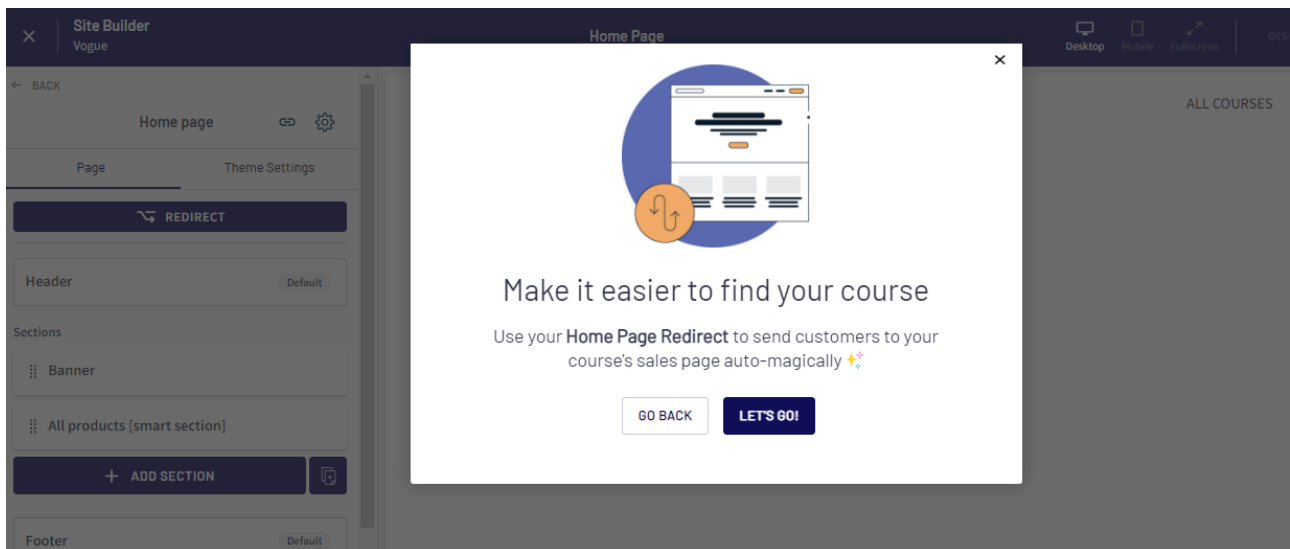 Site Builder
Vogue
Home Page
Desktop
Mobile
Fullscreen
← BACK
ALL COURSES
Home page
Page
Theme Settings
REDIRECT
Header
Default
Sections
Banner
All products [smart section]
+ ADD SECTION
Footer
Default
Make it easier to find your course
Use your Home Page Redirect to send customers to your
course's sales page auto-magically ✨
GO BACK
LET'S GO!